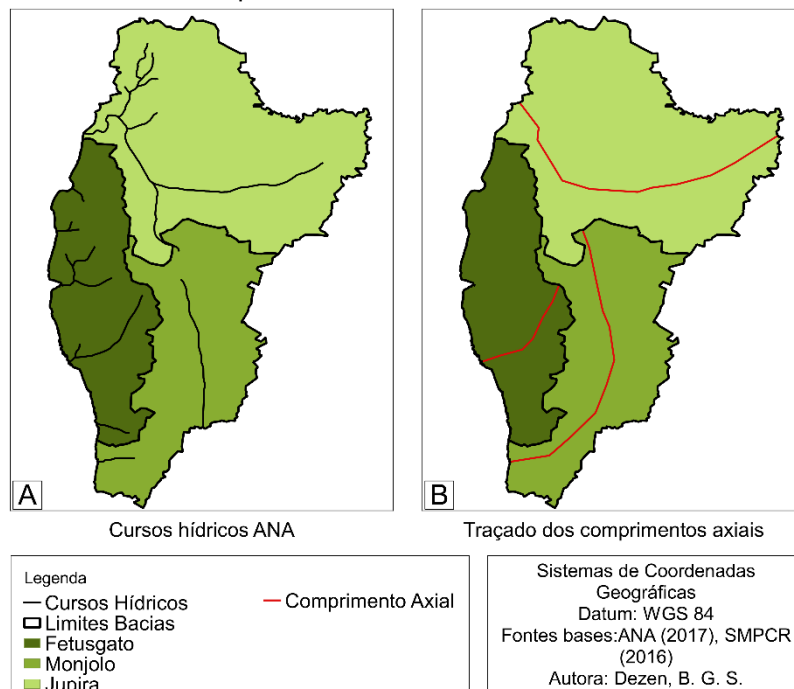 A
B
Cursos hídricos ANA
Traçado dos comprimentos axiais
Legenda
Cursos Hídricos
Comprimento Axial
Limites Bacias
Fetusgato
Monjolo
Jupira
Sistemas de Coordenadas
Geográficas
Datum: WGS 84
Fontes bases:ANA (2017), SMPCR
(2016)
Autora: Dezen, B. G. S.